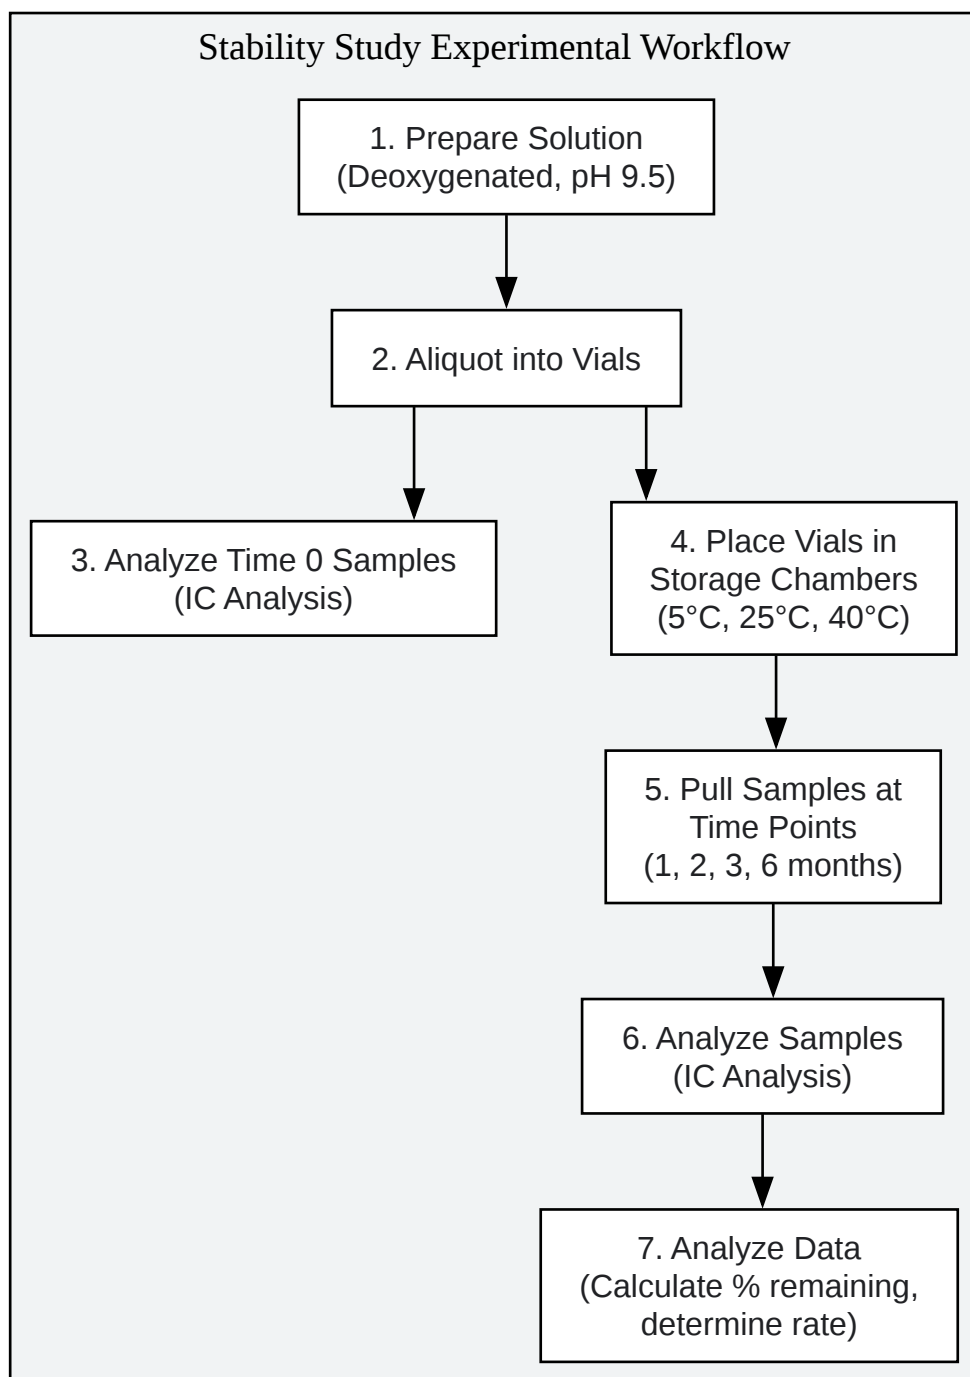 Stability Study Experimental Workflow
1. Prepare Solution
(Deoxygenated, pH 9.5)
2. Aliquot into Vials
3. Analyze Time 0 Samples
(IC Analysis)
4. Place Vials in
Storage Chambers
(5°C, 25°C, 40°C)
5. Pull Samples at
Time Points
(1, 2, 3, 6 months)
6. Analyze Samples
(IC Analysis)
7. Analyze Data
(Calculate % remaining,
determine rate)